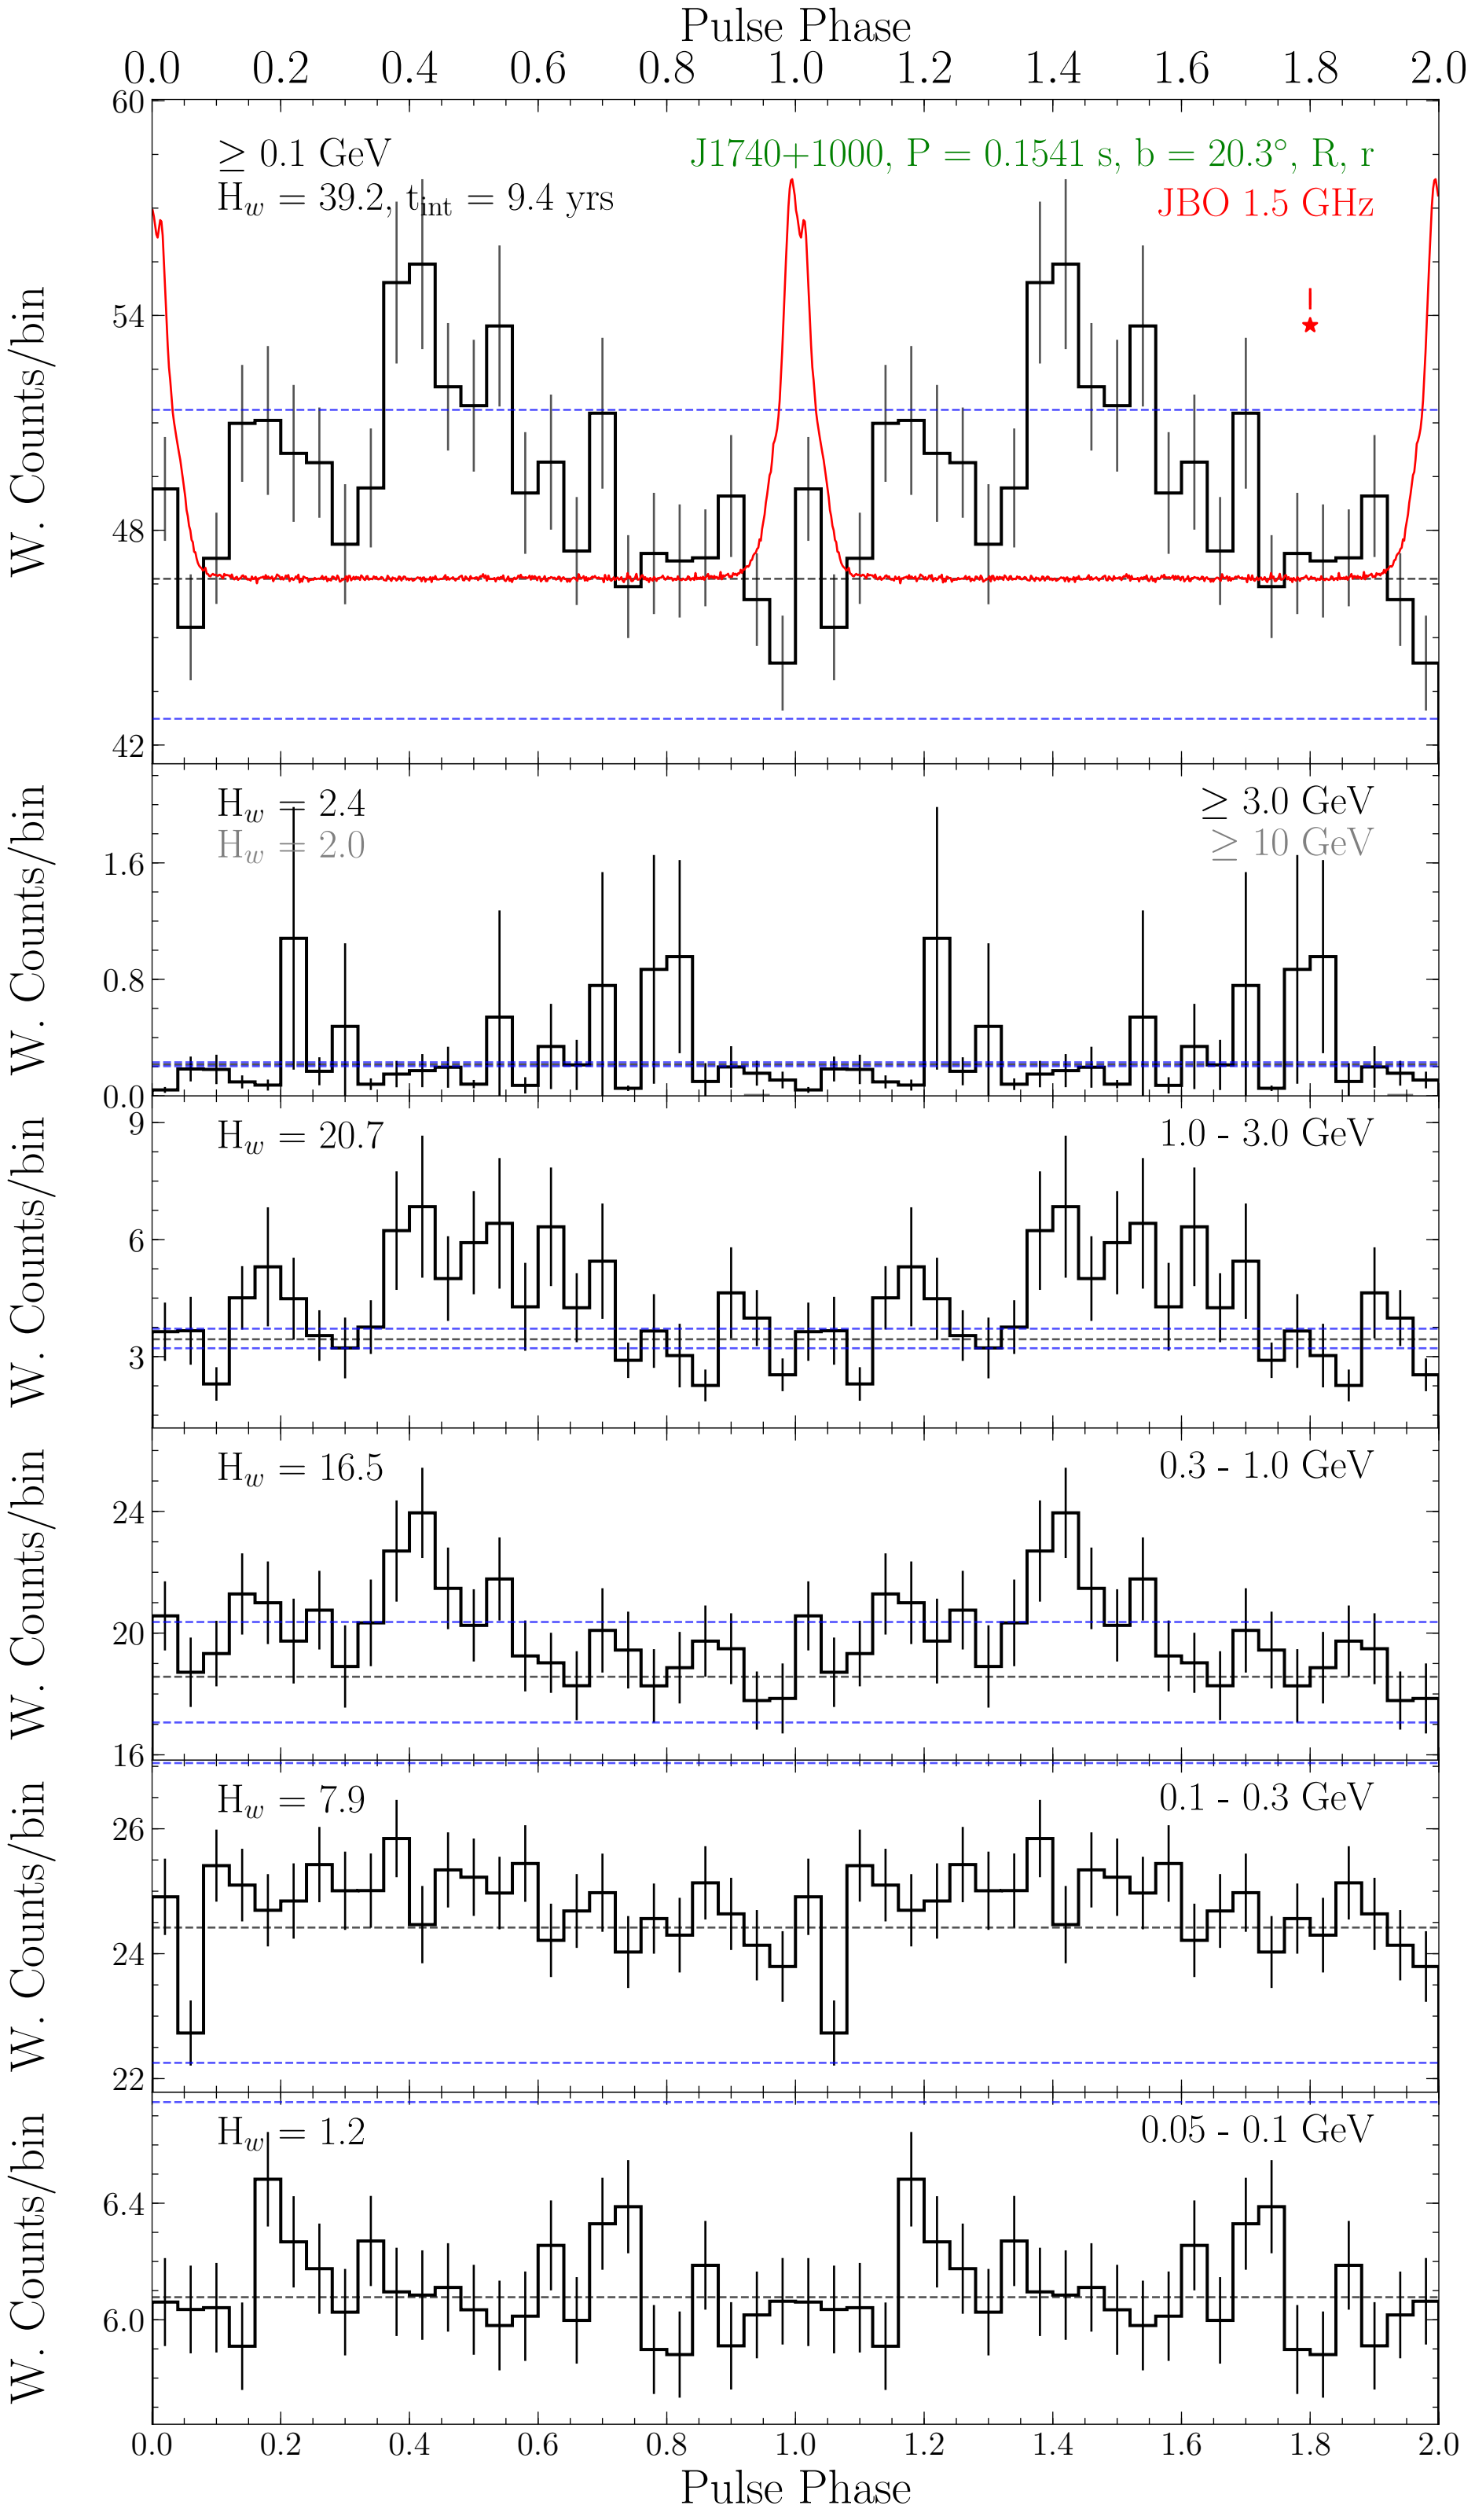 Pulse Phase
0.0 0.2 0.4 0.6 0.8 1.0 1.2 1.4 1.6 1.8 2.0
W. Counts/bin
60
54
48
42
≥ 0.1 GeV
H_w = 39.2, t_int = 9.4 yrs
J1740+1000, P = 0.1541 s, b = 20.3°, R, r
JBO 1.5 GHz
W. Counts/bin
1.6
0.8
0.0
H_w = 2.4
H_w = 2.0
≥ 3.0 GeV
≥ 10 GeV
W. Counts/bin
9
6
3
H_w = 20.7
1.0 - 3.0 GeV
W. Counts/bin
24
20
16
H_w = 16.5
0.3 - 1.0 GeV
W. Counts/bin
26
24
22
H_w = 7.9
0.1 - 0.3 GeV
W. Counts/bin
6.4
6.0
H_w = 1.2
0.05 - 0.1 GeV
0.0 0.2 0.4 0.6 0.8 1.0 1.2 1.4 1.6 1.8 2.0
Pulse Phase